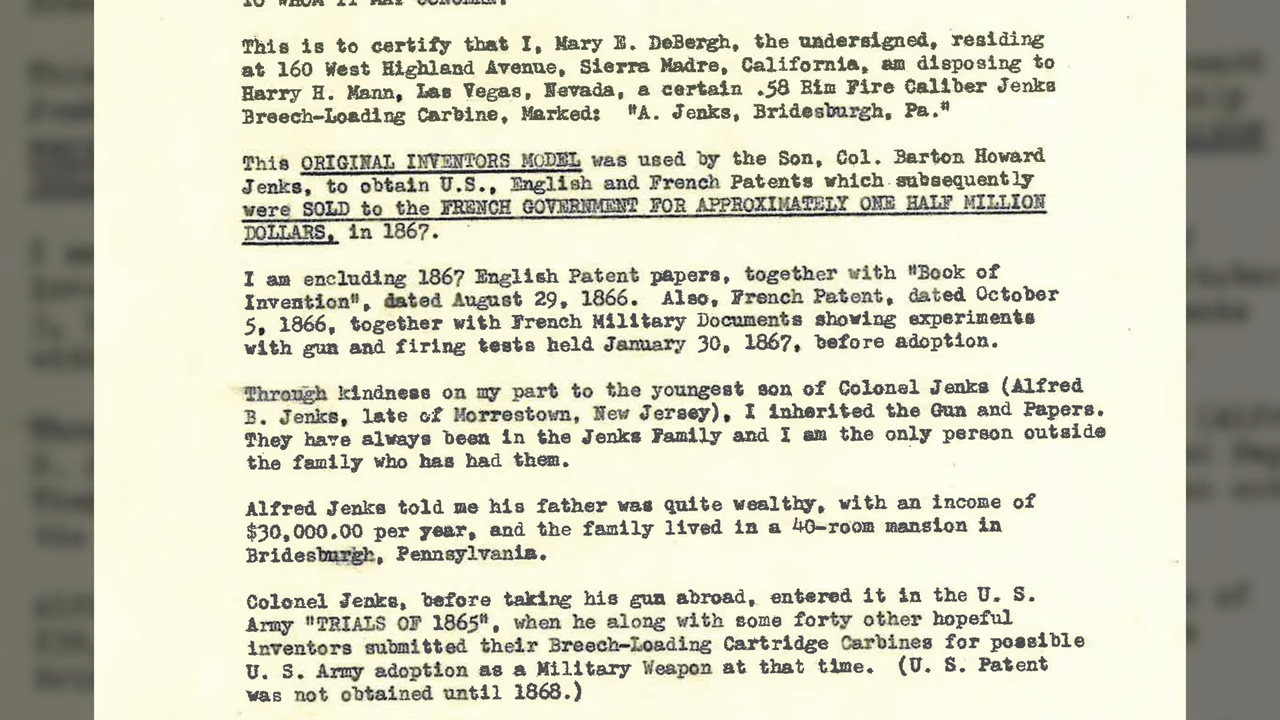 TO WHOM IT MAY CONCERN:
This is to certify that I, Mary E. DeBergh, the undersigned, residing
at 160 West Highland Avenue, Sierra Madre, California, am disposing to
Harry H. Mann, Las Vegas, Nevada, a certain .58 Rim Fire Caliber Jenks
Breech-Loading Carbine, Marked: "A. Jenks, Bridesburgh, Pa."
This ORIGINAL INVENTORS MODEL was used by the Son, Col. Barton Howard
Jenks, to obtain U.S., English and French Patents which subsequently
were SOLD to the FRENCH GOVERNMENT FOR APPROXIMATELY ONE HALF MILLION
DOLLARS, in 1867.
I am encluding 1867 English Patent papers, together with "Book of
Invention", dated August 29, 1866. Also, French Patent, dated October
5, 1866, together with French Military Documents showing experiments
with gun and firing tests held January 30, 1867, before adoption.
Through kindness on my part to the youngest son of Colonel Jenks (Alfred
B. Jenks, late of Morrestown, New Jersey), I inherited the Gun and Papers.
They have always been in the Jenks Family and I am the only person outside
the family who has had them.
Alfred Jenks told me his father was quite wealthy, with an income of
$30,000.00 per year, and the family lived in a 40-room mansion in
Bridesburgh, Pennsylvania.
Colonel Jenks, before taking his gun abroad, entered it in the U. S.
Army "TRIALS OF 1865", when he along with some forty other hopeful
inventors submitted their Breech-Loading Cartridge Carbines for possible
U. S. Army adoption as a Military Weapon at that time. (U. S. Patent
was not obtained until 1868.)